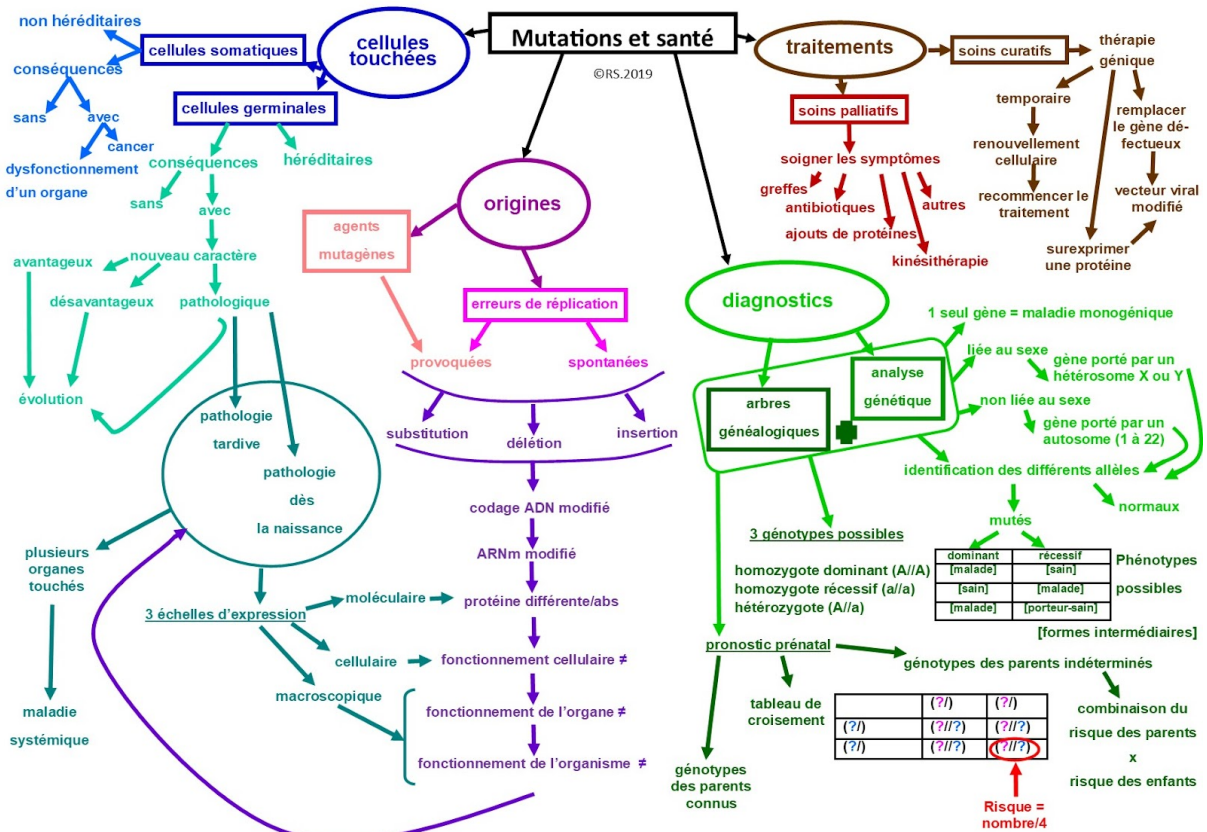 Mutations et santé
©RS.2019
cellules
touchées
cellules somatiques
non héréditaires
conséquences
sans
avec
cancer
dysfonctionnement
d'un organe
cellules germinales
conséquences
héréditaires
sans
avec
nouveau caractère
avantageux
désavantageux
pathologique
évolution
pathologie
tardive
pathologie
dès
la naissance
plusieurs
organes
touchés
maladie
systémique
3 échelles d'expression
moléculaire
cellulaire
macroscopique
origines
agents
mutagènes
erreurs de réplication
provoquées
spontanées
substitution
délétion
insertion
codage ADN modifié
ARNm modifié
protéine différente/abs
fonctionnement cellulaire ≠
fonctionnement de l'organe ≠
fonctionnement de l'organisme ≠
traitements
soins curatifs
thérapie
génique
temporaire
renouvellement
cellulaire
recommencer le
traitement
remplacer
le gène dé-
fectueux
vecteur viral
modifié
surexprimer
une protéine
soins palliatifs
soigner les symptômes
greffes
antibiotiques
ajouts de protéines
kinésithérapie
autres
diagnostics
arbres
généalogiques
analyse
génétique
1 seul gène = maladie monogénique
liée au sexe
gène porté par un
hétérosome X ou Y
non liée au sexe
gène porté par un
autosome (1 à 22)
identification des différents allèles
mutés
normaux
3 génotypes possibles
homozygote dominant (A//A)
homozygote récessif (a//a)
hétérozygote (A//a)
dominant récessif
[malade] [sain]
[sain] [malade]
[malade] [porteur-sain]
Phénotypes
possibles
[formes intermédiaires]
pronostic prénatal
génotypes des parents indéterminés
tableau de
croisement
(?/) (?/)
(?/) (?//?) (?//?)
(?/) (?//?) (?//?)
génotypes
des parents
connus
Risque =
nombre/4
combinaison du
risque des parents
x
risque des enfants